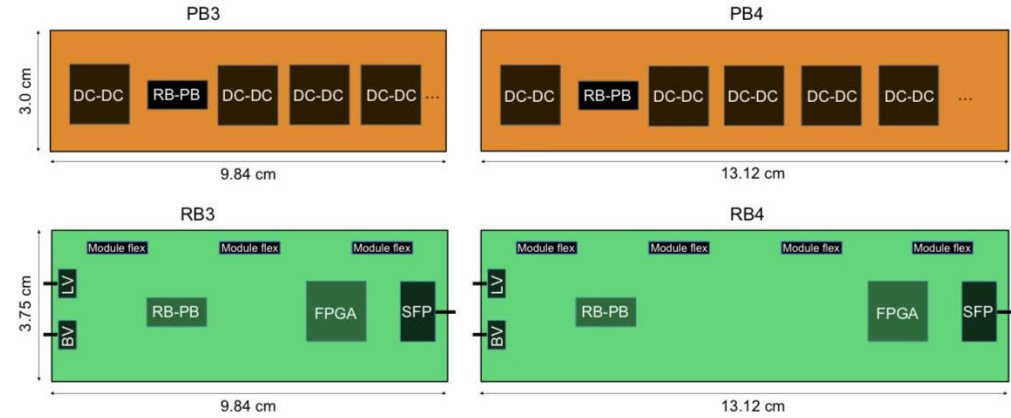 PB3
PB4
3.0 cm
DC-DC
RB-PB
DC-DC
DC-DC
DC-DC
...
DC-DC
RB-PB
DC-DC
DC-DC
DC-DC
DC-DC
...
9.84 cm
13.12 cm
RB3
RB4
3.75 cm
Module flex
Module flex
Module flex
LV
BV
RB-PB
FPGA
SFP
Module flex
Module flex
Module flex
Module flex
LV
BV
RB-PB
FPGA
SFP
9.84 cm
13.12 cm